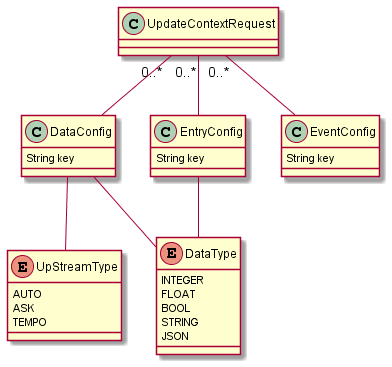 C UpdateContextRequest
0..* 0..* 0..*
C DataConfig
String key
C EntryConfig
String key
C EventConfig
String key
E UpStreamType
AUTO
ASK
TEMPO
E DataType
INTEGER
FLOAT
BOOL
STRING
JSON